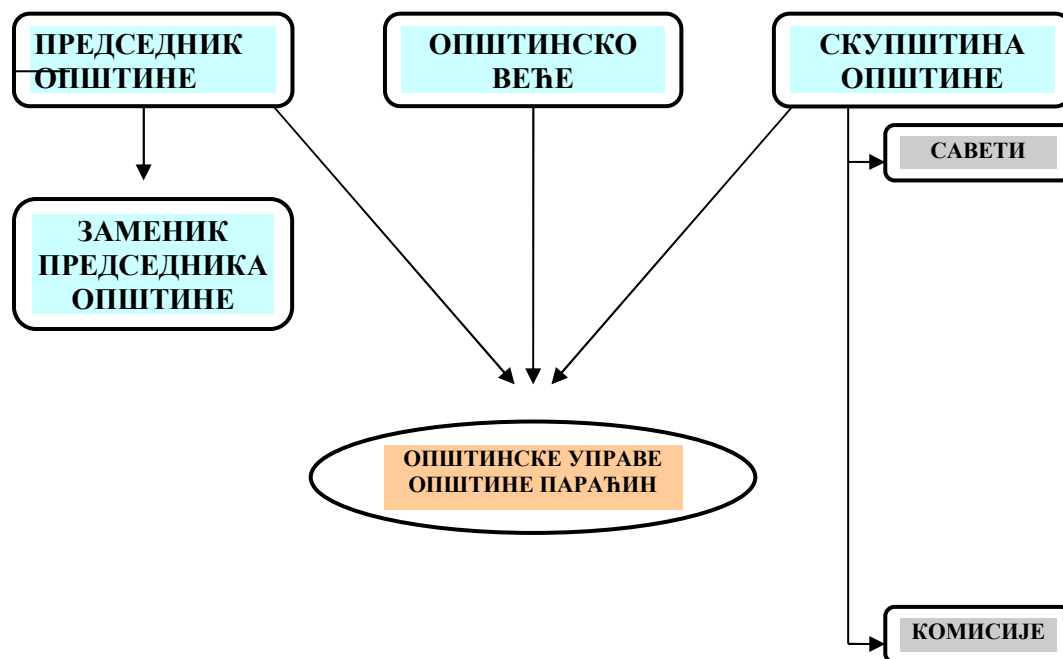 ПРЕДСЕДНИК
ОПШТИНЕ
ОПШТИНСКО
ВЕЋЕ
СКУПШТИНА
ОПШТИНЕ
САВЕТИ
ЗАМЕНИК
ПРЕДСЕДНИКА
ОПШТИНЕ
ОПШТИНСКЕ УПРАВЕ
ОПШТИНЕ ПАРАЋИН
КОМИСИЈЕ